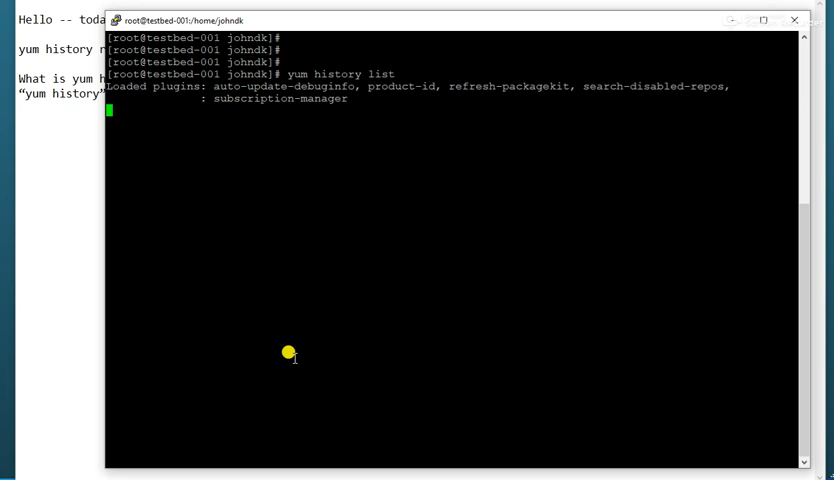 Hello -- toda
root@testbed-001:/home/johndk
yum history n
What is yum h
“yum history”
[root@testbed-001 johndk]#
[root@testbed-001 johndk]#
[root@testbed-001 johndk]#
[root@testbed-001 johndk]# yum history list
Loaded plugins: auto-update-debuginfo, product-id, refresh-packagekit, search-disabled-repos,
: subscription-manager